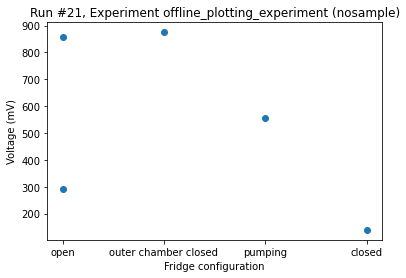 Run #21, Experiment offline_plotting_experiment (nosample)
900
800
700
600
500
400
300
200
Voltage (mV)
open outer chamber closed pumping closed
Fridge configuration